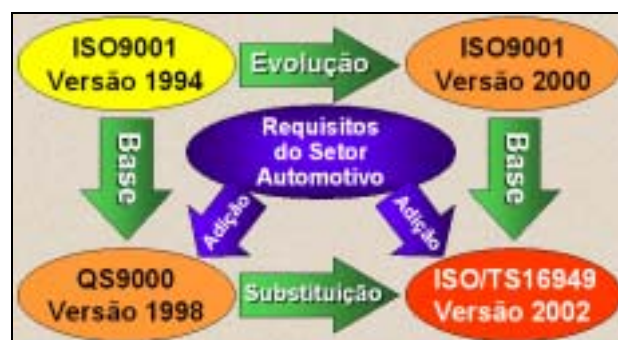 ISO9001
Versão 1994
Evolução
ISO9001
Versão 2000
Base
Requisitos
do Setor
Automotivo
Base
Adição
Adição
QS9000
Versão 1998
Substituição
ISO/TS16949
Versão 2002